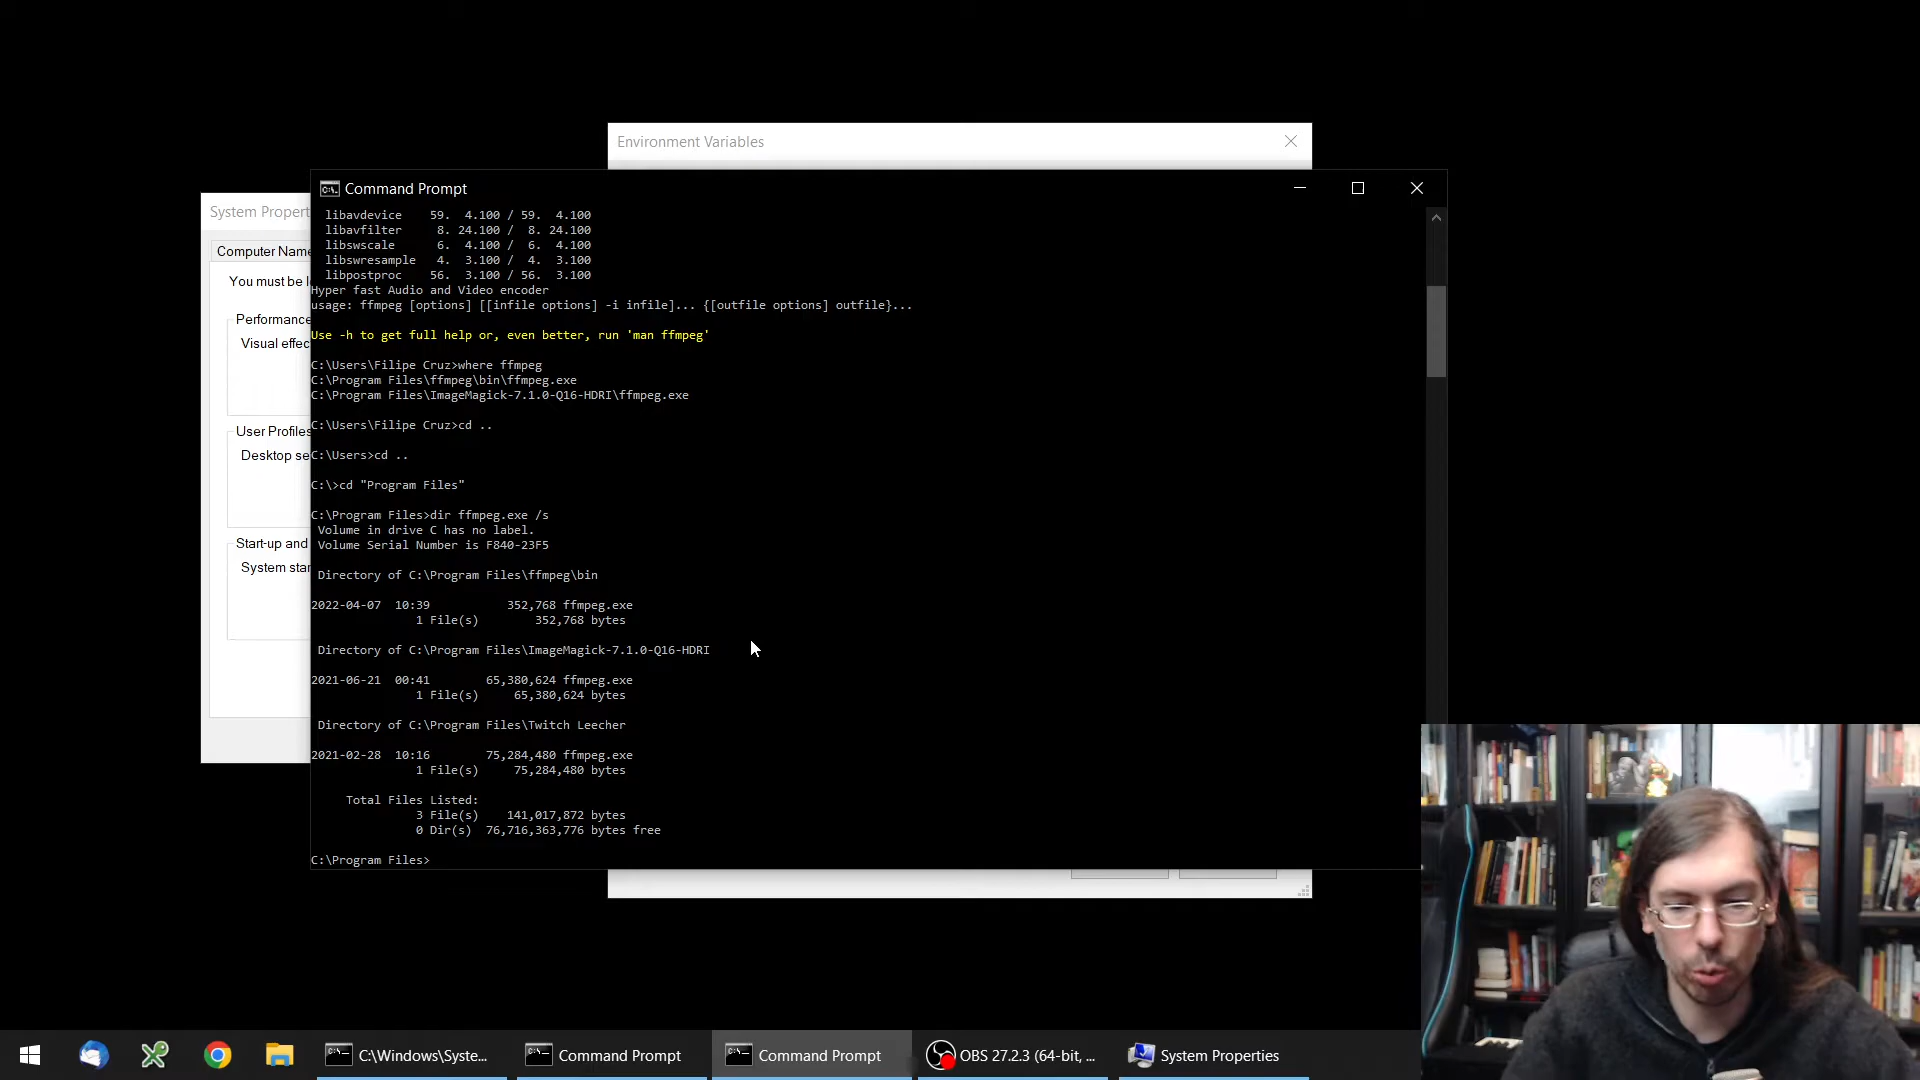 Environment Variables
Command Prompt
System Propert
Computer Name
You must be l
Performance
Visual effec
User Profiles
Desktop se
Start-up and
System star
libavdevice    59.  4.100 / 59.  4.100
libavfilter     8. 24.100 /  8. 24.100
libswscale      6.  4.100 /  6.  4.100
libswresample   4.  3.100 /  4.  3.100
libpostproc    56.  3.100 / 56.  3.100
Hyper fast Audio and Video encoder
usage: ffmpeg [options] [[infile options] -i infile]... {[outfile options] outfile}...
Use -h to get full help or, even better, run 'man ffmpeg'
C:\Users\Filipe Cruz>where ffmpeg
C:\Program Files\ffmpeg\bin\ffmpeg.exe
C:\Program Files\ImageMagick-7.1.0-Q16-HDRI\ffmpeg.exe
C:\Users\Filipe Cruz>cd ..
C:\Users>cd ..
C:\>cd "Program Files"
C:\Program Files>dir ffmpeg.exe /s
Volume in drive C has no label.
Volume Serial Number is F840-23F5
Directory of C:\Program Files\ffmpeg\bin
2022-04-07  10:39           352,768 ffmpeg.exe
1 File(s)        352,768 bytes
Directory of C:\Program Files\ImageMagick-7.1.0-Q16-HDRI
2021-06-21  00:41        65,380,624 ffmpeg.exe
1 File(s)     65,380,624 bytes
Directory of C:\Program Files\Twitch Leecher
2021-02-28  10:16        75,284,480 ffmpeg.exe
1 File(s)     75,284,480 bytes
Total Files Listed:
3 File(s)    141,017,872 bytes
0 Dir(s)  76,716,363,776 bytes free
C:\Program Files>
C:\Windows\Syste...
Command Prompt
Command Prompt
OBS 27.2.3 (64-bit, ...
System Properties